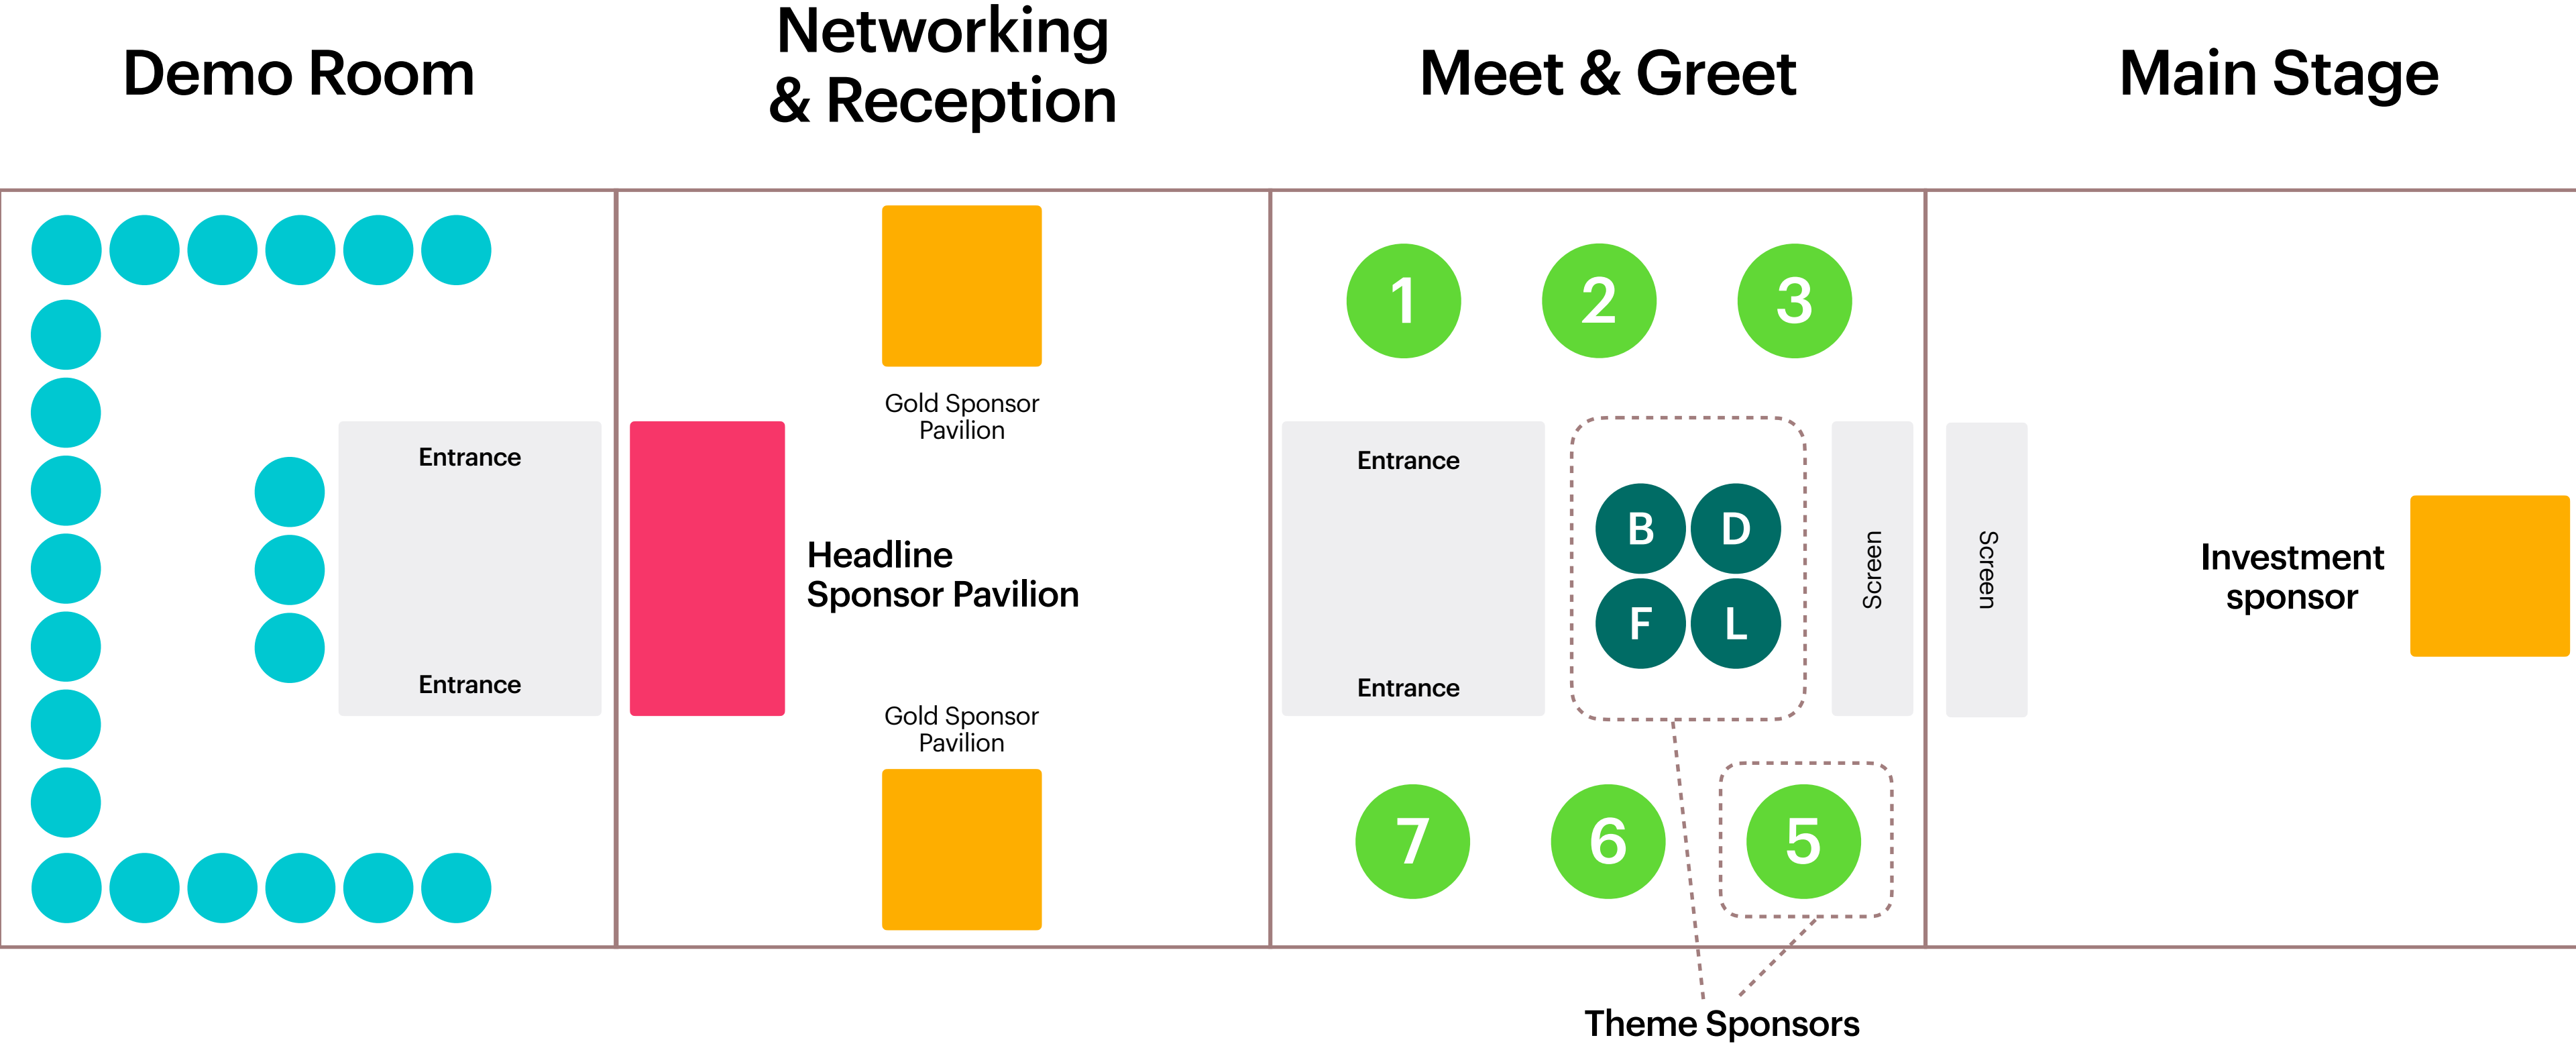 Demo Room
Networking
& Reception
Meet & Greet
Main Stage
Entrance
Entrance
Gold Sponsor
Pavilion
Headline
Sponsor Pavilion
Gold Sponsor
Pavilion
1
2
3
Entrance
Entrance
B
D
F
L
Screen
7
6
5
Screen
Investment
sponsor
Theme Sponsors